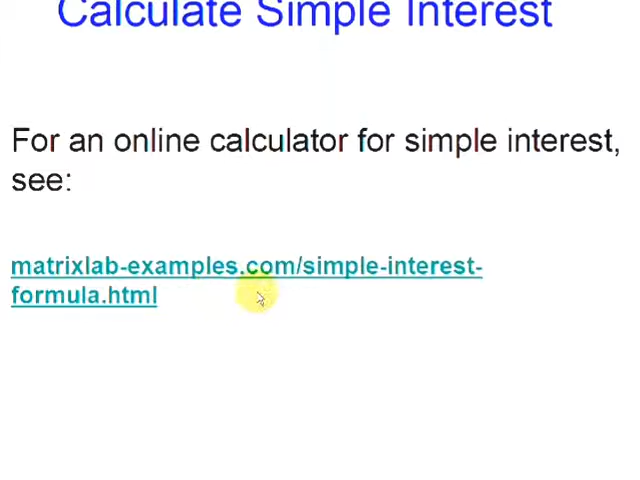 Calculate Simple Interest
For an online calculator for simple interest,
see:
matrixlab-examples.com/simple-interest-
formula.html